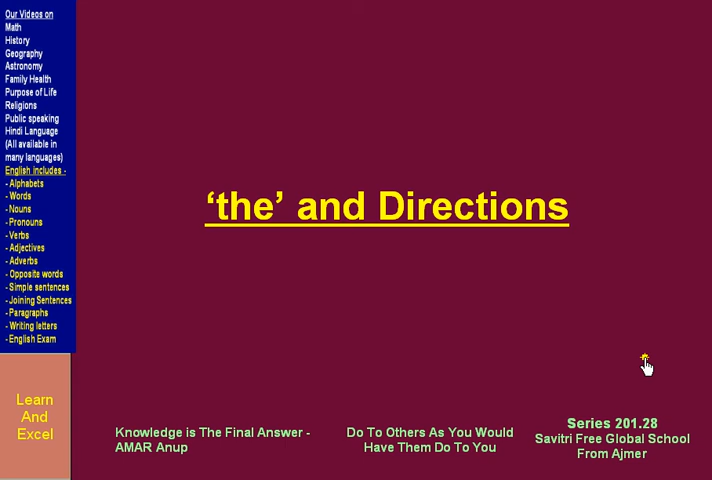 Our Videos on
Math
History
Geography
Astronomy
Family Health
Purpose of Life
Religions
Public speaking
Hindi Language
(All available in
many languages)
English includes -
- Alphabets
- Words
- Nouns
- Pronouns
- Verbs
- Adjectives
- Adverbs
- Opposite words
- Simple sentences
- Joining Sentences
- Paragraphs
- Writing letters
- English Exam
Learn
And
Excel
‘the’ and Directions
Knowledge is The Final Answer -
AMAR Anup
Do To Others As You Would
Have Them Do To You
Series 201.28
Savitri Free Global School
From Ajmer